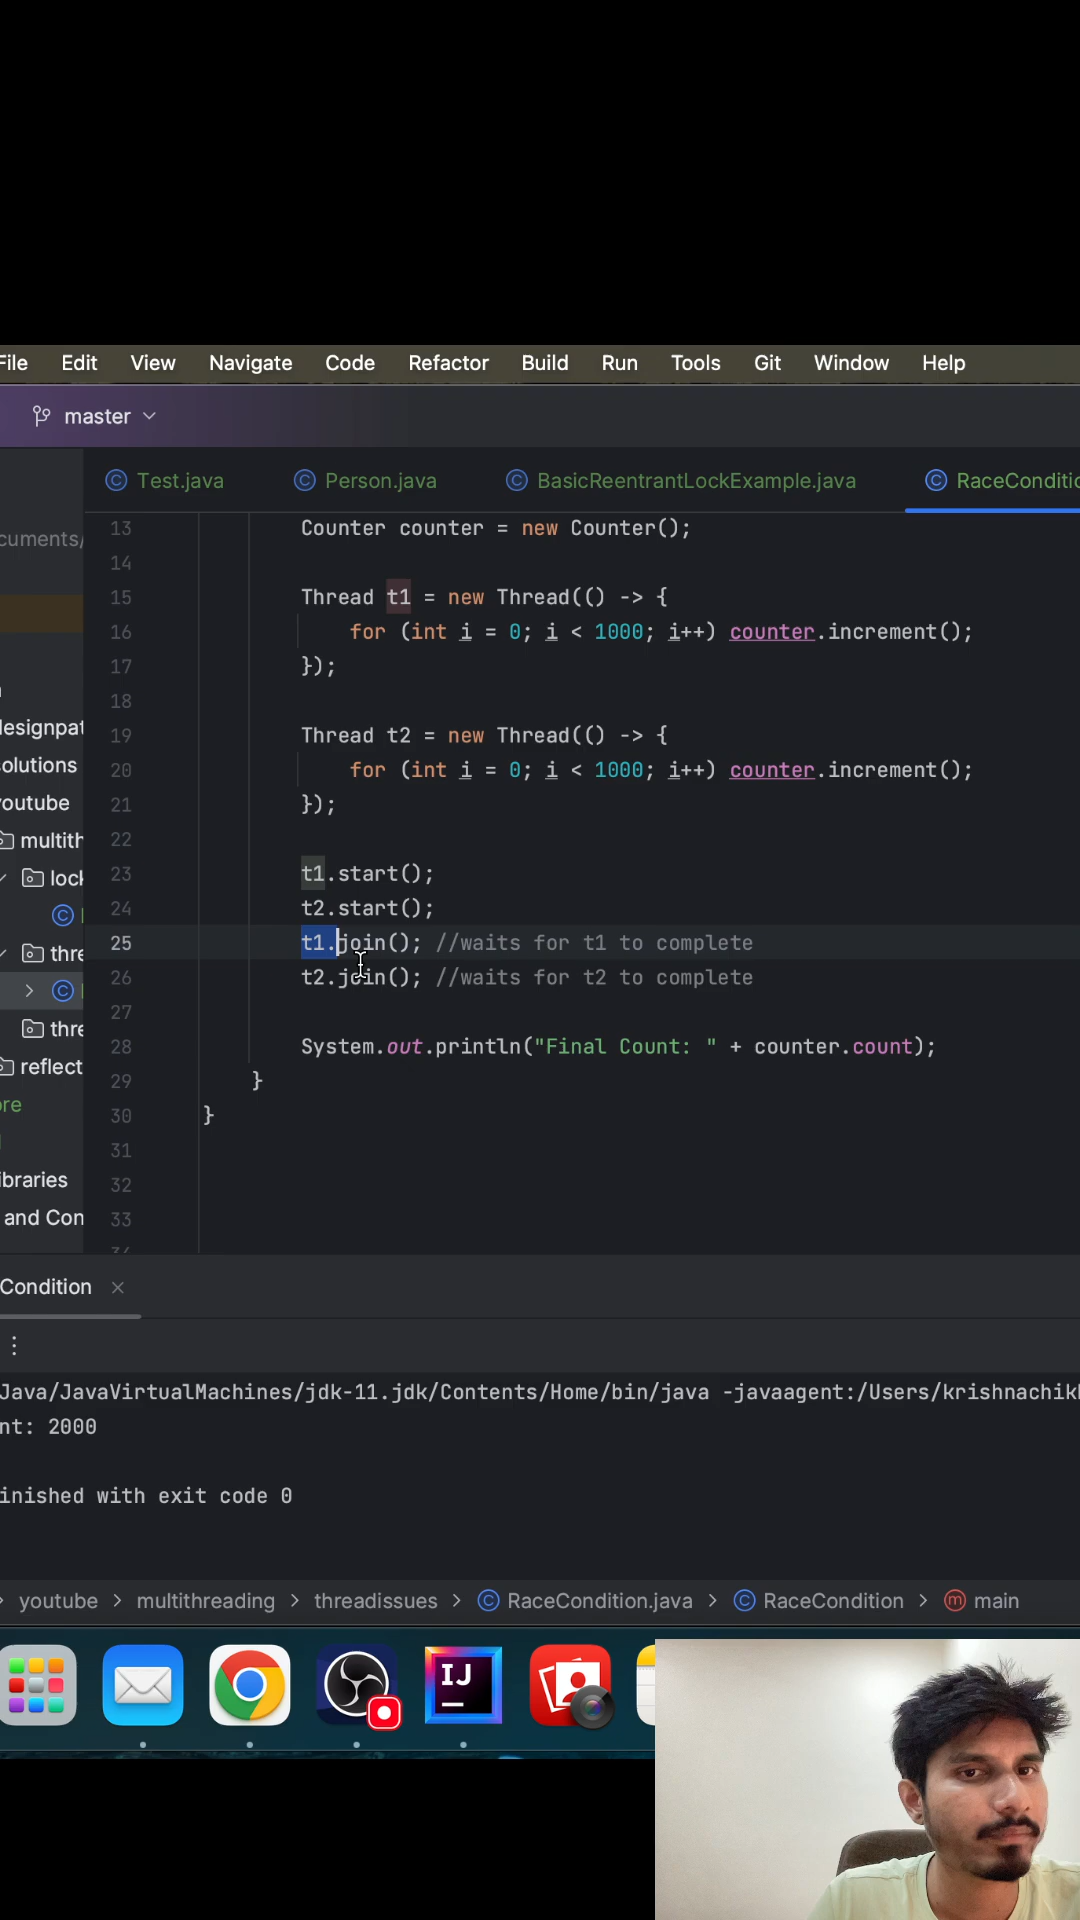 File Edit View Navigate Code Refactor Build Run Tools Git Window Help
master
Test.java Person.java BasicReentrantLockExample.java RaceConditio
cuments/
designpat
solutions
youtube
multith
lock
thre
thre
reflect
ore
ibraries
and Con
13 Counter counter = new Counter();
14
15 Thread t1 = new Thread(() -> {
16 for (int i = 0; i < 1000; i++) counter.increment();
17 });
18
19 Thread t2 = new Thread(() -> {
20 for (int i = 0; i < 1000; i++) counter.increment();
21 });
22
23 t1.start();
24 t2.start();
25 t1.join(); //waits for t1 to complete
26 t2.join(); //waits for t2 to complete
27
28 System.out.println("Final Count: " + counter.count);
29 }
30 }
31
32
33
Condition
Java/JavaVirtualMachines/jdk-11.jdk/Contents/Home/bin/java -javaagent:/Users/krishnachik
nt: 2000
inished with exit code 0
youtube > multithreading > threadissues > RaceCondition.java > RaceCondition > main
IJ